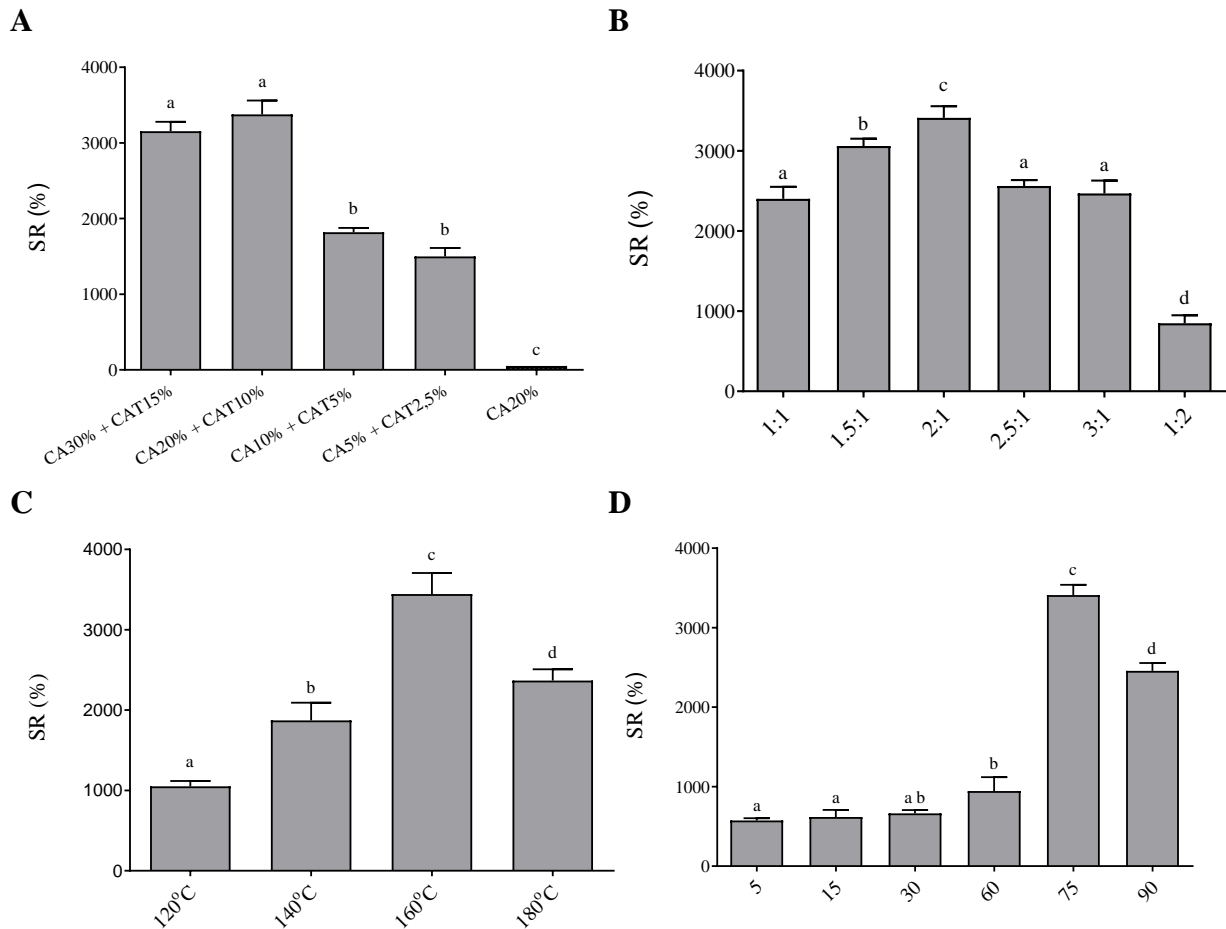 A
SR (%)
4000
3000
2000
1000
0
a
a
b
b
c
CA30% + CAT15%
CA20% + CAT10%
CA10% + CAT5%
CA5% + CAT2,5%
CA20%
B
SR (%)
4000
3000
2000
1000
0
a
b
c
a
a
d
1:1
1.5:1
2:1
2.5:1
3:1
1:2
C
SR (%)
4000
3000
2000
1000
0
a
b
c
d
120°C
140°C
160°C
180°C
D
SR (%)
4000
3000
2000
1000
0
a
a
a b
b
c
d
5
15
30
60
75
90